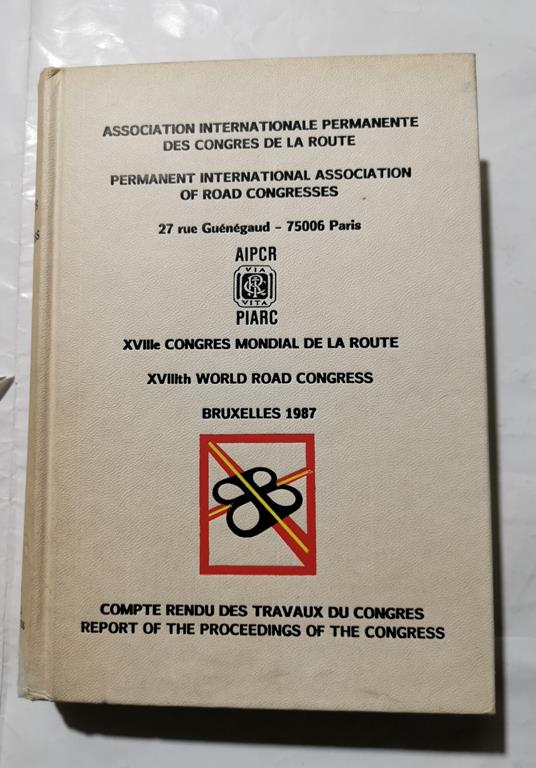 ASSOCIATION INTERNATIONALE PERMANENTE
DES CONGRES DE LA ROUTE
PERMANENT INTERNATIONAL ASSOCIATION
OF ROAD CONGRESSES
27 rue Guénégaud - 75006 Paris
AIPCR
VIA
VITA
PIARC
XVIIIe CONGRES MONDIAL DE LA ROUTE
XVIIIth WORLD ROAD CONGRESS
BRUXELLES 1987
COMPTE RENDU DES TRAVAUX DU CONGRES
REPORT OF THE PROCEEDINGS OF THE CONGRESS